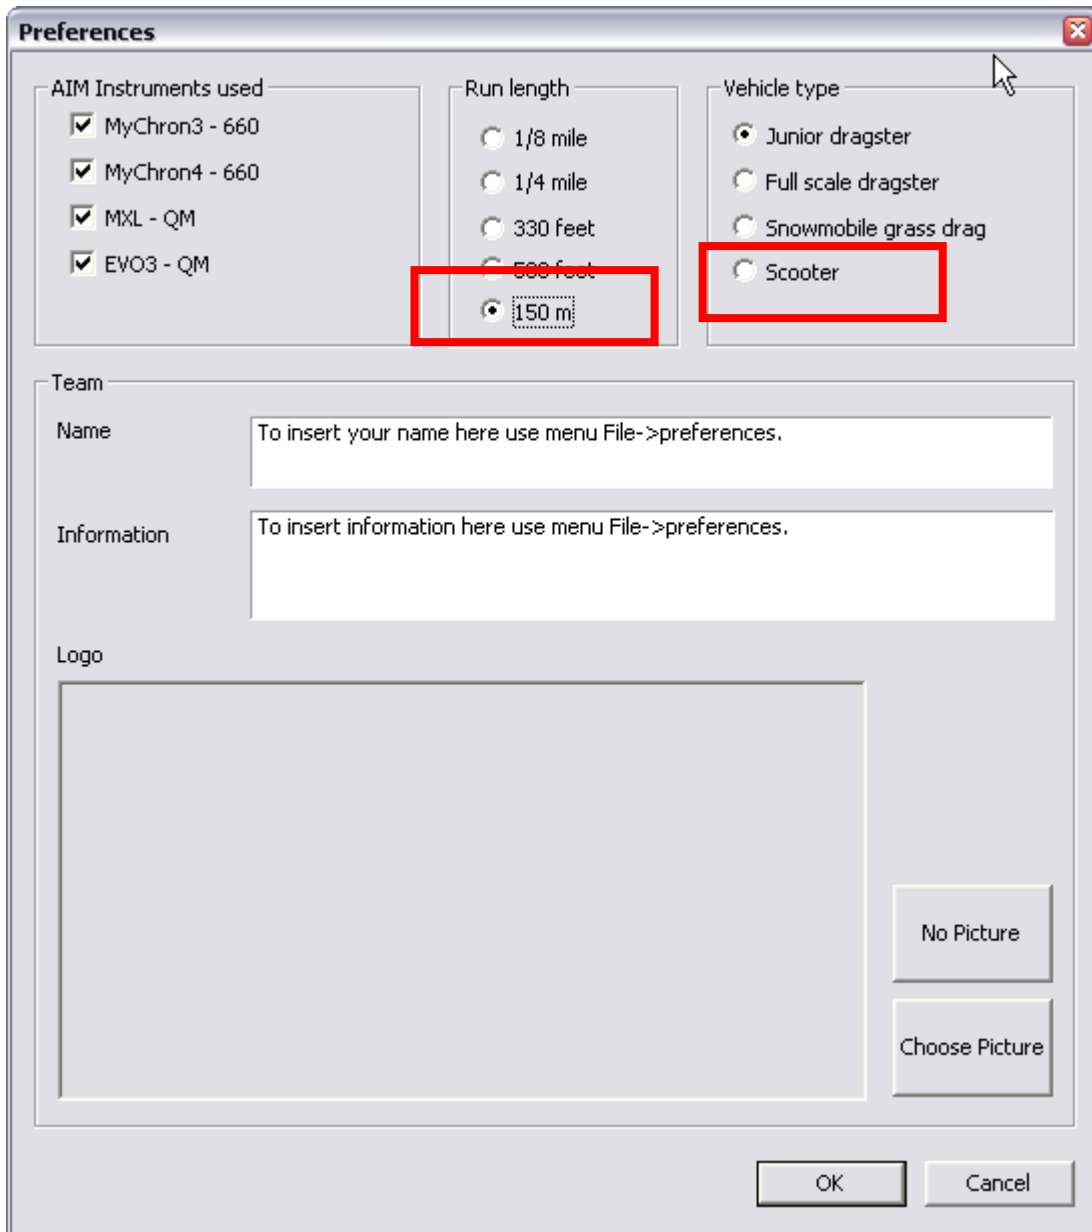 Preferences
AIM Instruments used
MyChron3 - 660
MyChron4 - 660
MXL - QM
EVO3 - QM
Run length
1/8 mile
1/4 mile
330 feet
500 feet
150 m
Vehicle type
Junior dragster
Full scale dragster
Snowmobile grass drag
Scooter
Team
Name
To insert your name here use menu File->preferences.
Information
To insert information here use menu File->preferences.
Logo
No Picture
Choose Picture
OK
Cancel